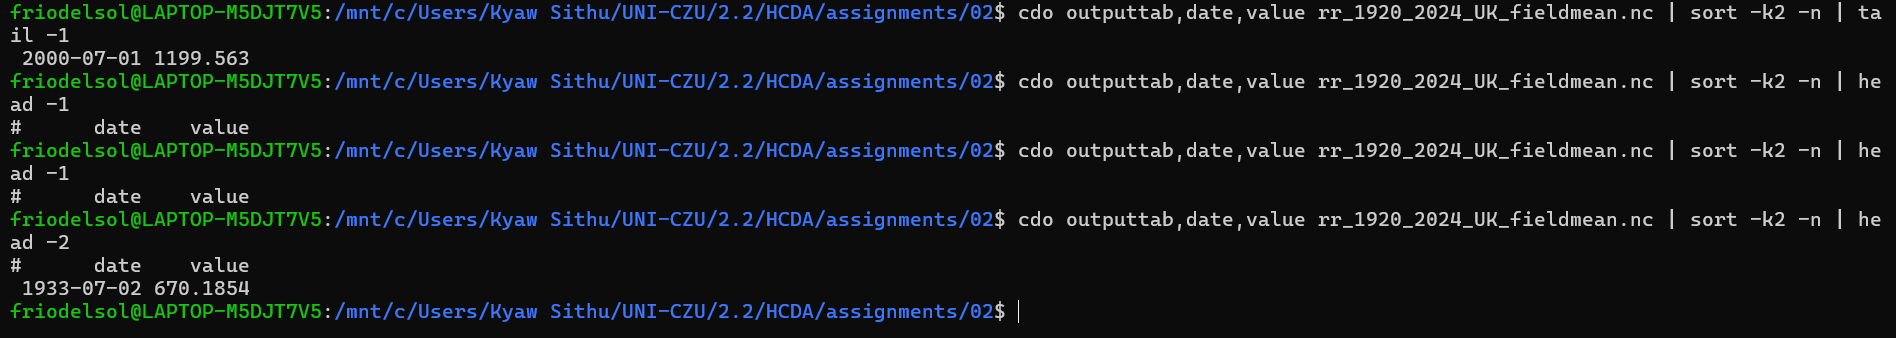 friodelsol@LAPTOP-M5DJT7V5:/mnt/c/Users/Kyaw Sithu/UNI-CZU/2.2/HCDA/assignments/02$ cdo outputtab,date,value rr_1920_2024_UK_fieldmean.nc | sort -k2 -n | ta
il -1
 2000-07-01 1199.563
friodelsol@LAPTOP-M5DJT7V5:/mnt/c/Users/Kyaw Sithu/UNI-CZU/2.2/HCDA/assignments/02$ cdo outputtab,date,value rr_1920_2024_UK_fieldmean.nc | sort -k2 -n | he
ad -1
#      date    value
friodelsol@LAPTOP-M5DJT7V5:/mnt/c/Users/Kyaw Sithu/UNI-CZU/2.2/HCDA/assignments/02$ cdo outputtab,date,value rr_1920_2024_UK_fieldmean.nc | sort -k2 -n | he
ad -1
#      date    value
friodelsol@LAPTOP-M5DJT7V5:/mnt/c/Users/Kyaw Sithu/UNI-CZU/2.2/HCDA/assignments/02$ cdo outputtab,date,value rr_1920_2024_UK_fieldmean.nc | sort -k2 -n | he
ad -2
#      date    value
 1933-07-02 670.1854
friodelsol@LAPTOP-M5DJT7V5:/mnt/c/Users/Kyaw Sithu/UNI-CZU/2.2/HCDA/assignments/02$